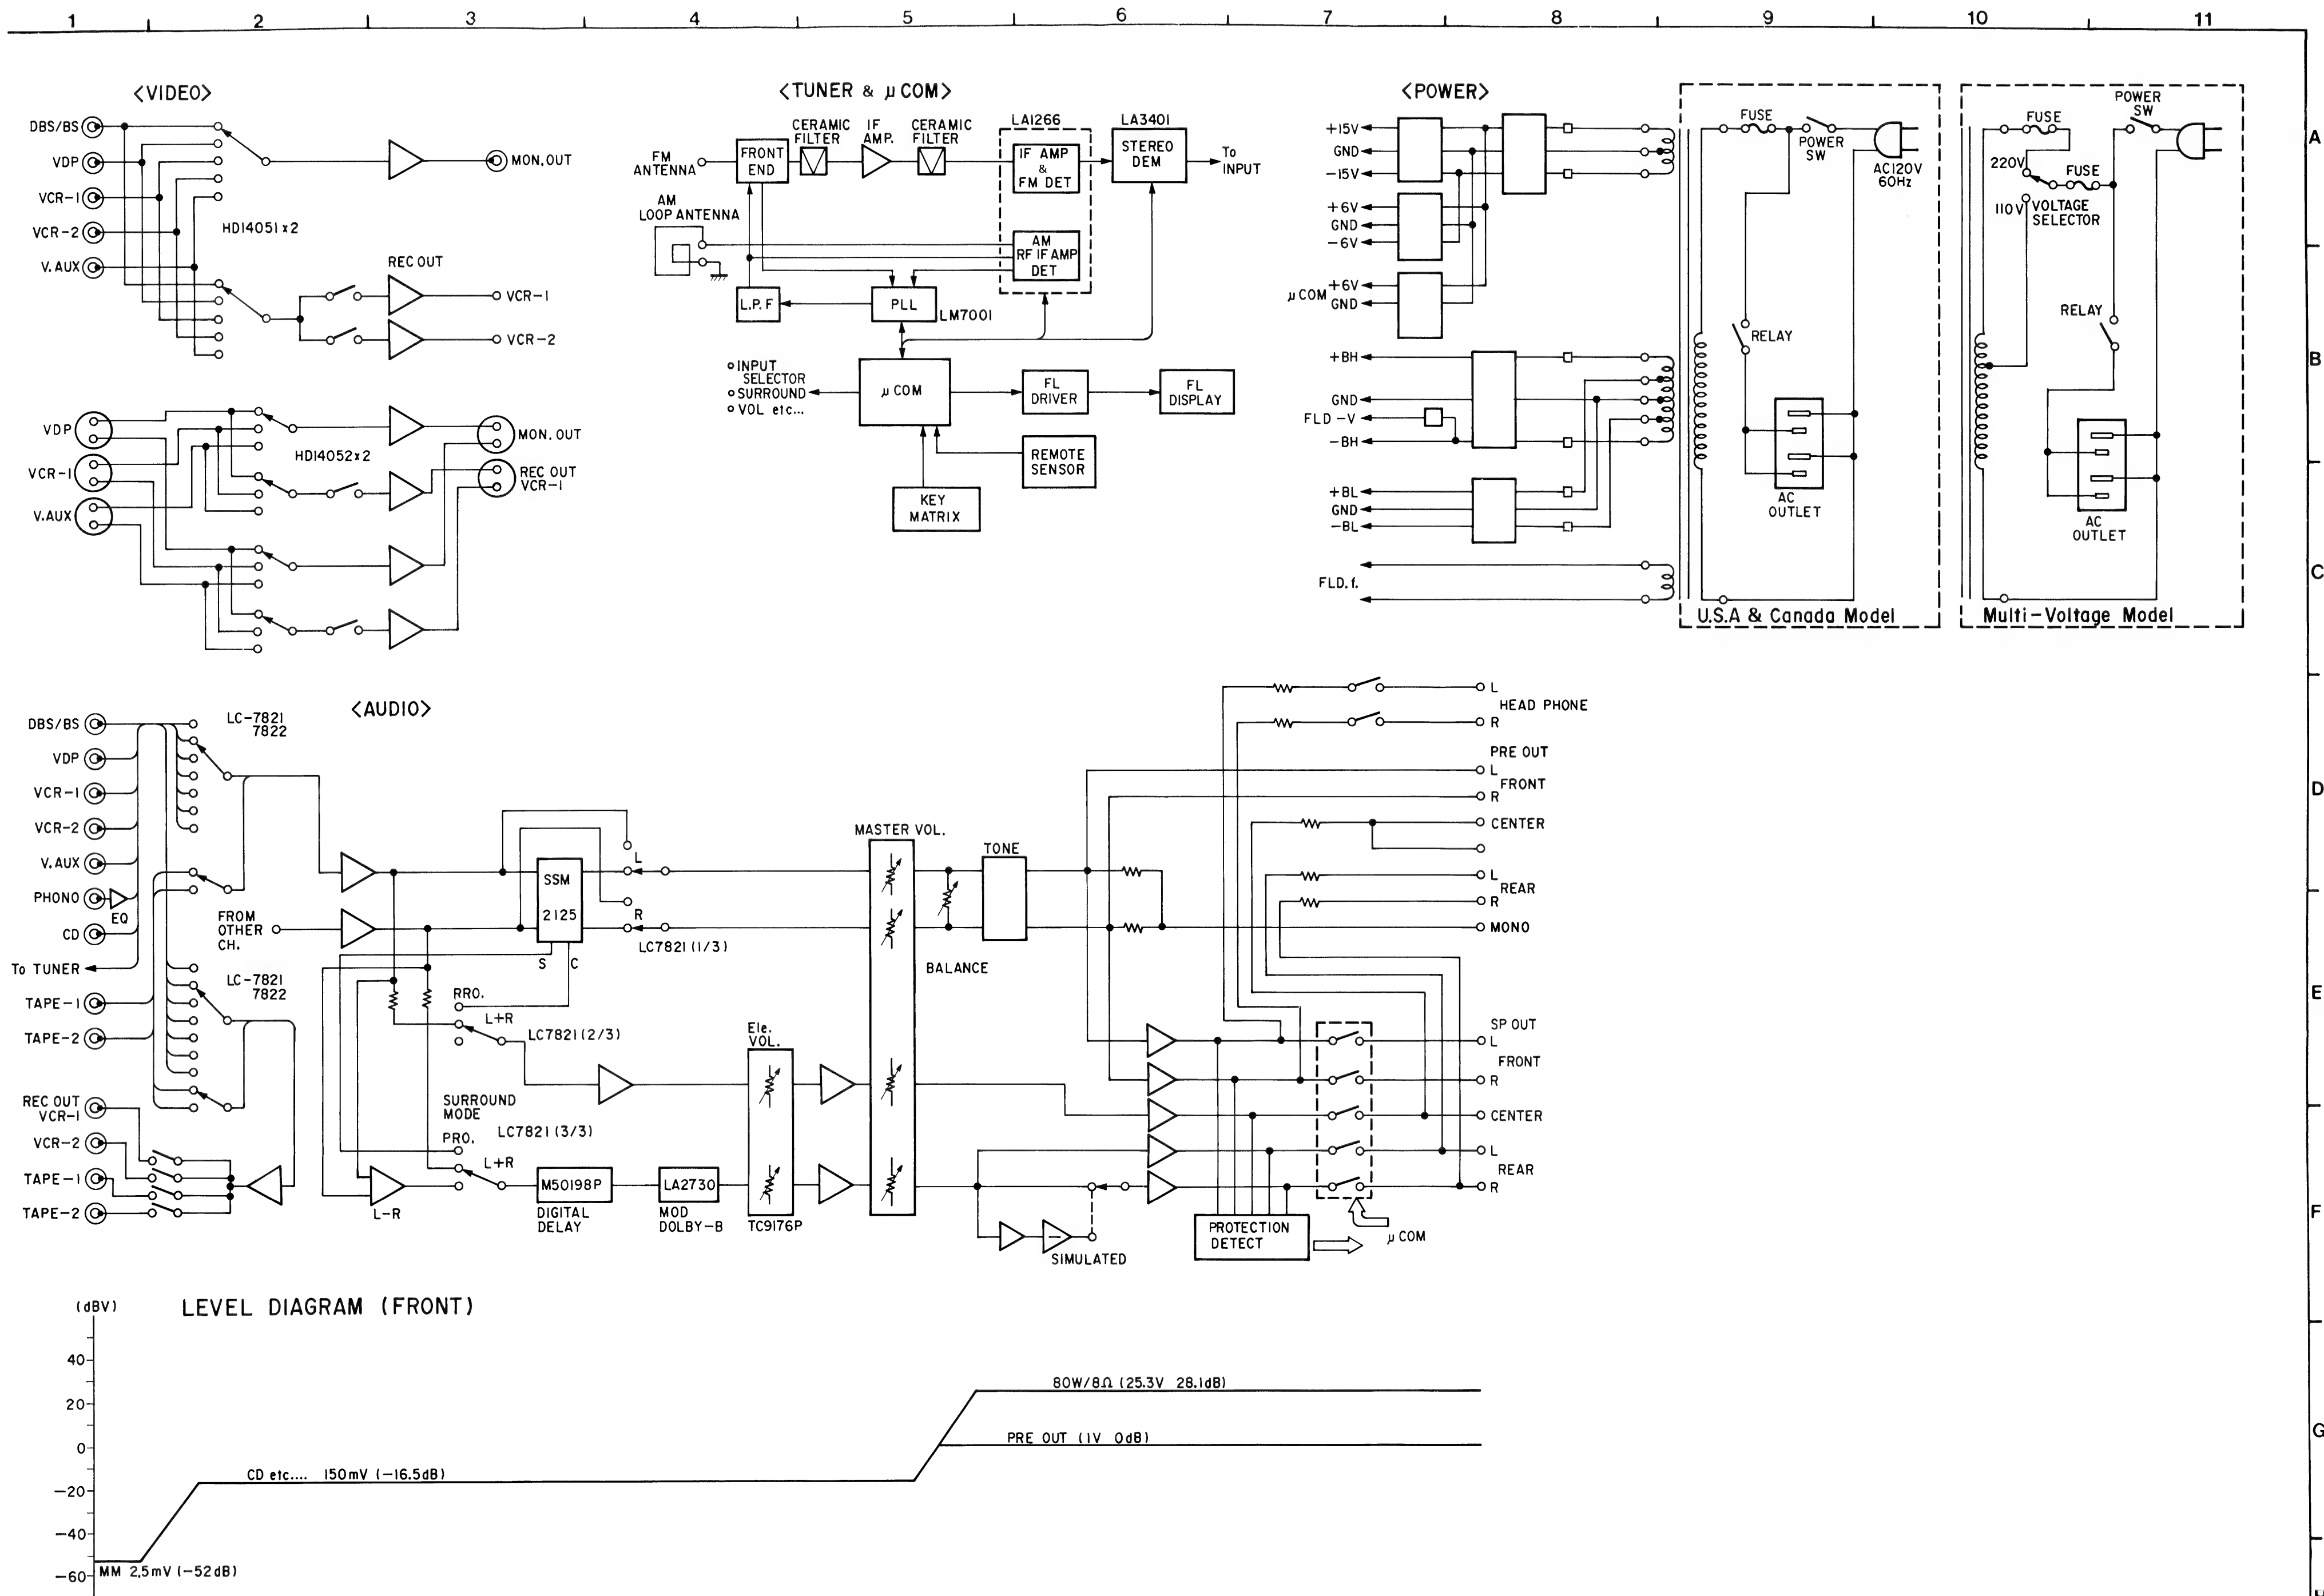 1 2 3 4 5 6 7 8 9 10 11
A
B
C
D
E
F
G
<VIDEO>
DBS/BS
VDP
VCR-1
VCR-2
V.AUX
HD14051x2
MON.OUT
REC OUT
VCR-1
VCR-2
VDP
VCR-1
V.AUX
HD14052x2
MON.OUT
REC OUT
VCR-1
<TUNER & μCOM>
FM
ANTENNA
FRONT
END
CERAMIC
FILTER
IF
AMP.
CERAMIC
FILTER
LA1266
IF AMP
&
FM DET
LA3401
STEREO
DEM
To
INPUT
AM
LOOP ANTENNA
AM
RF IF AMP
DET
L.P.F
PLL
LM7001
INPUT
SELECTOR
SURROUND
VOL etc...
μCOM
FL
DRIVER
FL
DISPLAY
REMOTE
SENSOR
KEY
MATRIX
<POWER>
+15V
GND
-15V
+6V
GND
-6V
μCOM
+6V
GND
+BH
GND
FLD -V
-BH
+BL
GND
-BL
FLD.f.
FUSE
POWER
SW
AC120V
60Hz
RELAY
AC
OUTLET
U.S.A & Canada Model
FUSE
POWER
SW
220V
FUSE
110V
VOLTAGE
SELECTOR
RELAY
AC
OUTLET
Multi-Voltage Model
<AUDIO>
DBS/BS
VDP
VCR-1
VCR-2
V.AUX
PHONO
EQ
CD
To TUNER
TAPE-1
TAPE-2
REC OUT
VCR-1
VCR-2
TAPE-1
TAPE-2
LC-7821
7822
FROM
OTHER
CH.
LC-7821
7822
SSM
2125
S C
L
R
LC7821(1/3)
RRO.
L+R
LC7821(2/3)
SURROUND
MODE
LC7821(3/3)
PRO.
L+R
L-R
M50198P
DIGITAL
DELAY
LA2730
MOD
DOLBY-B
Ele.
VOL.
TC9176P
MASTER VOL.
BALANCE
TONE
SIMULATED
PROTECTION
DETECT
μCOM
L
HEAD PHONE
R
PRE OUT
L
FRONT
R
CENTER
L
REAR
R
MONO
SP OUT
L
FRONT
R
CENTER
L
REAR
R
LEVEL DIAGRAM (FRONT)
(dBV)
40
20
0
-20
-40
-60
80W/8Ω (25.3V 28.1dB)
PRE OUT (1V 0dB)
CD etc.... 150mV (-16.5dB)
MM 2.5mV (-52dB)